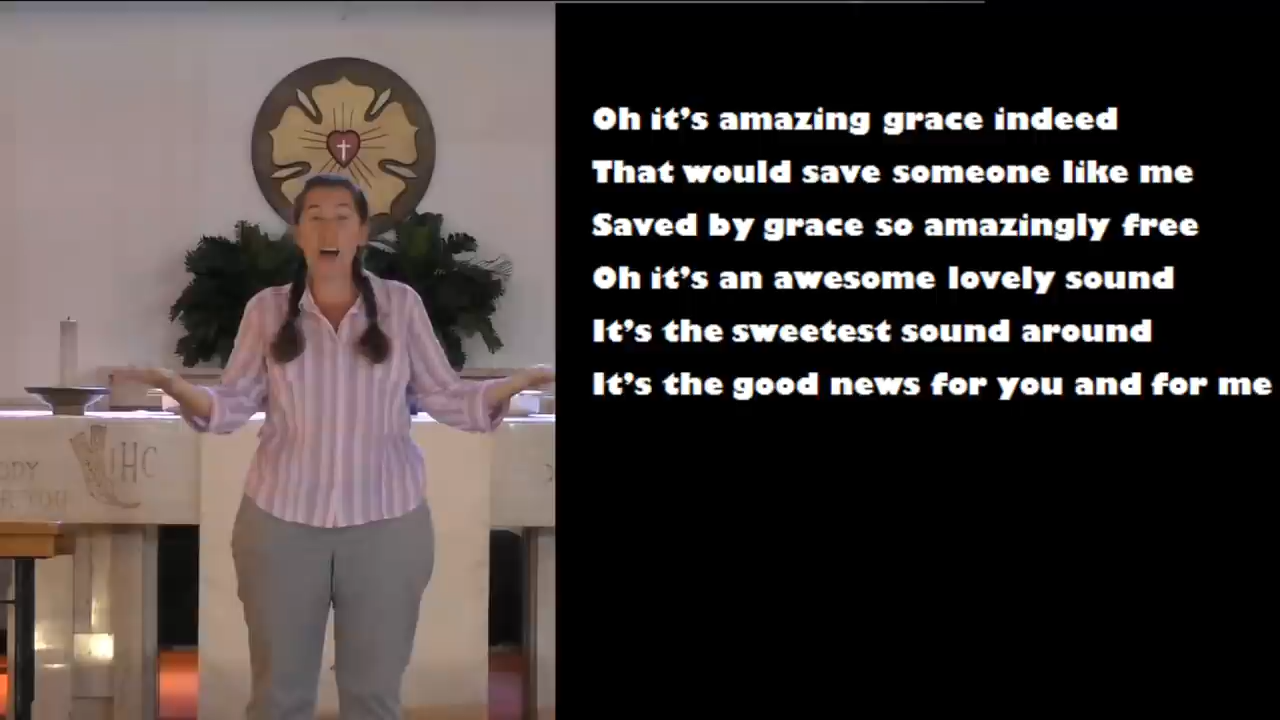 Oh it's amazing grace indeed
That would save someone like me
Saved by grace so amazingly free
Oh it's an awesome lovely sound
It's the sweetest sound around
It's the good news for you and for me
IHC
YOU